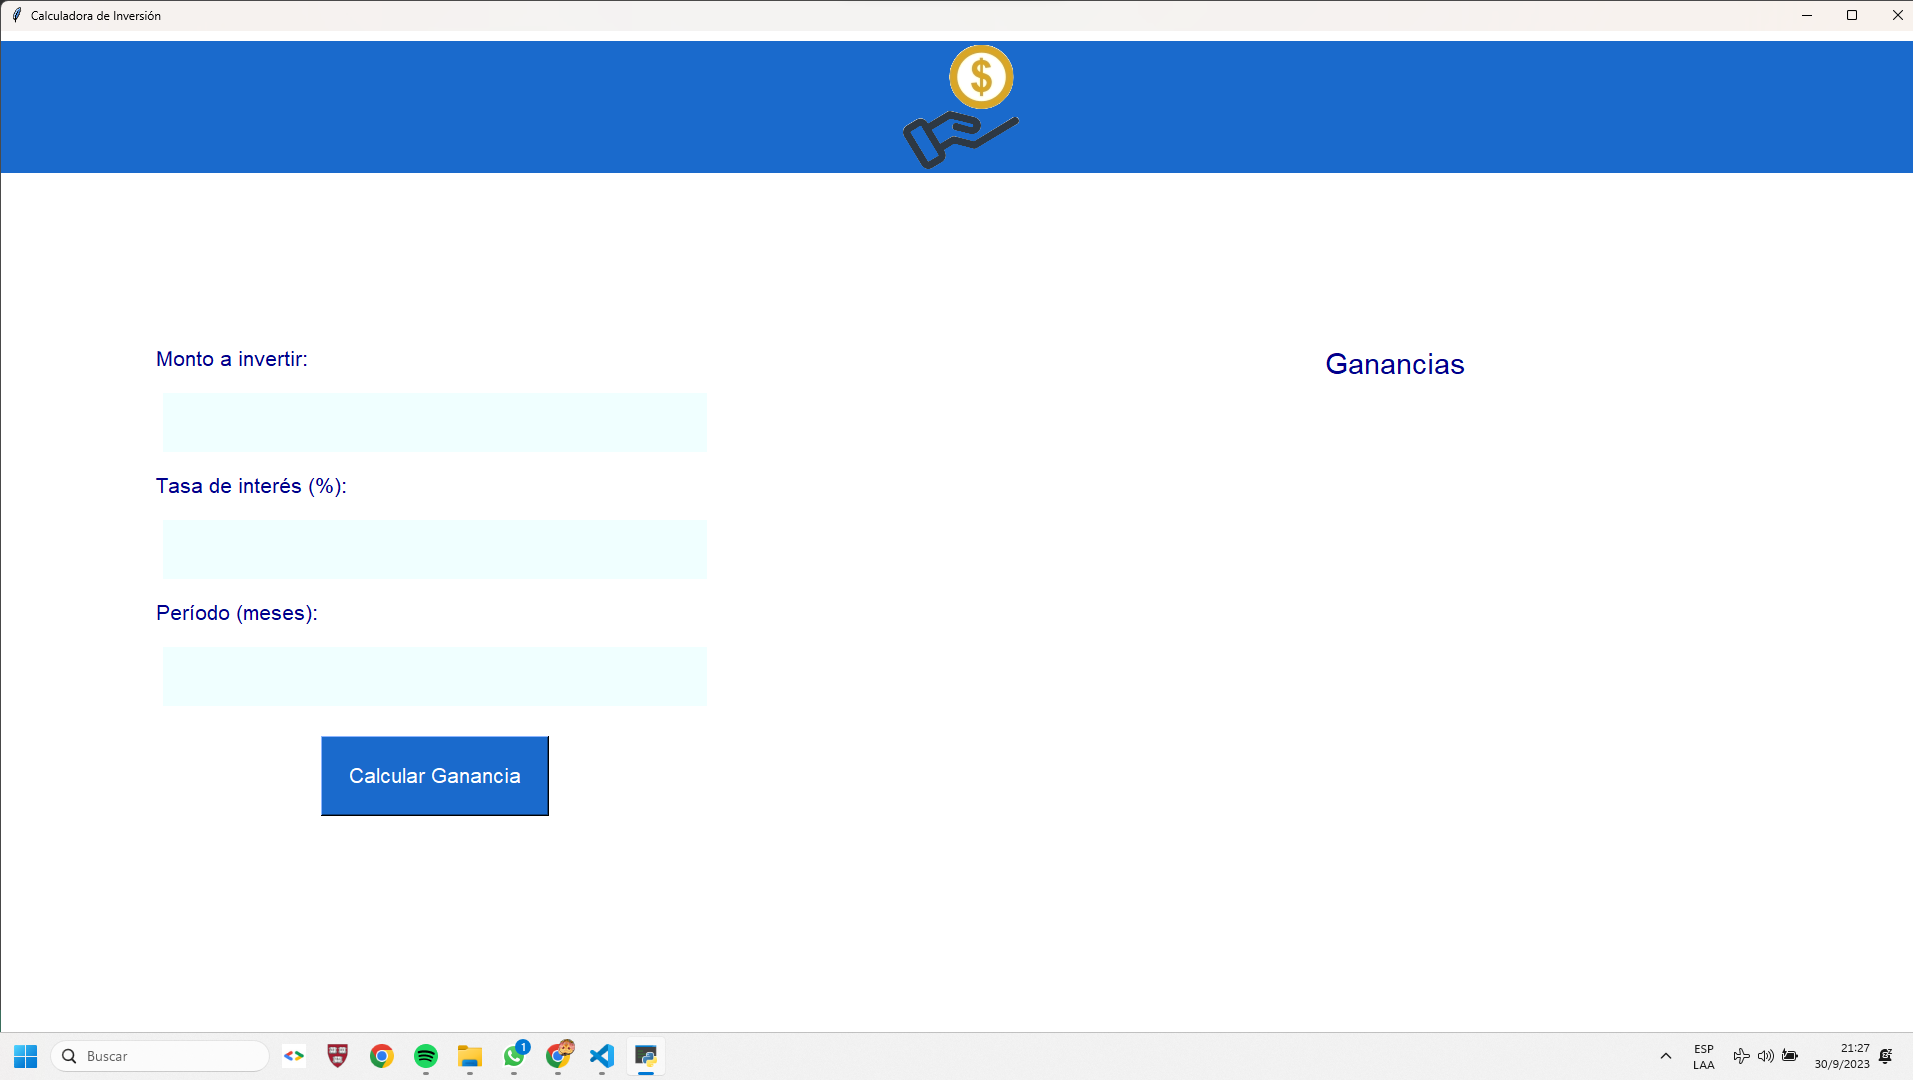 Calculadora de Inversión
$
Monto a invertir:
Ganancias
Tasa de interés (%):
Período (meses):
Calcular Ganancia
Buscar
1
ESP
LAA
21:27
30/9/2023